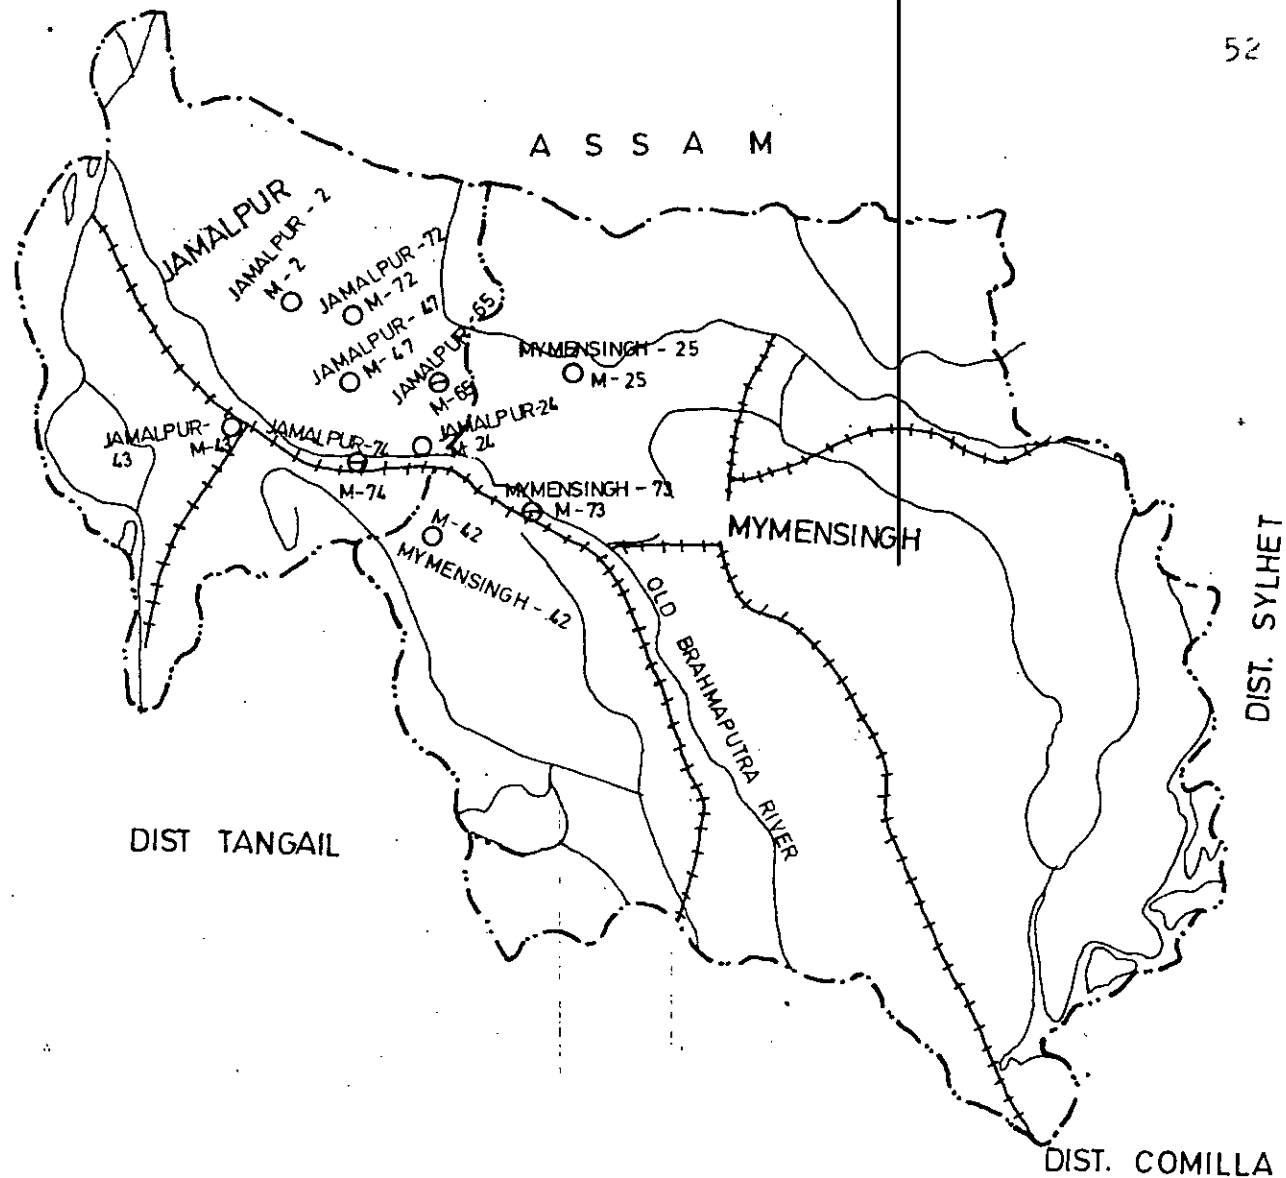 52
ASSAM
JAMALPUR
JAMALPUR - 2
M - 2
JAMALPUR - 72
M - 72
JAMALPUR - 47
M - 47
JAMALPUR - 65
M-65
MYMENSINGH - 25
M - 25
JAMALPUR-24
M-24
JAMALPUR-
43
M-43
JAMALPUR-74
M-74
MYMENSINGH - 73
M - 73
M-42
MYMENSINGH - 42
MYMENSINGH
OLD BRAHMAPUTRA RIVER
DIST. SYLHET
DIST TANGAIL
DIST. COMILLA